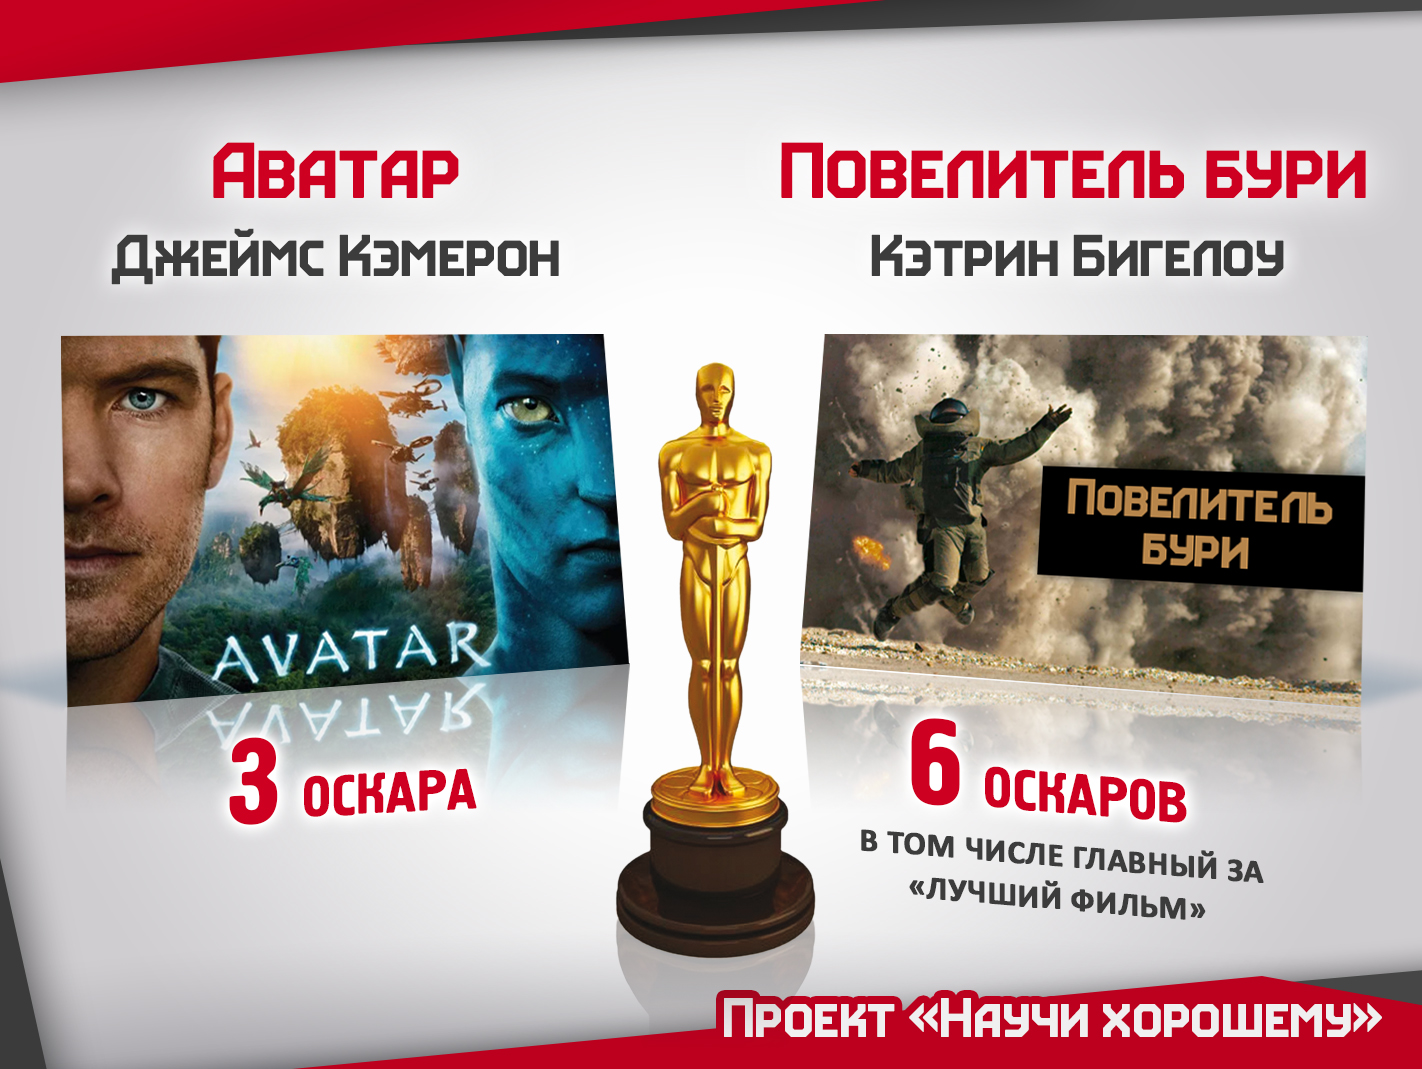 Аватар
Джеймс Кэмерон
Повелитель бури
Кэтрин Бигелоу
AVATAR
Повелитель
бури
3 оскара
6 оскаров
в том числе главный за
«Лучший фильм»
Проект «Научи хорошему»